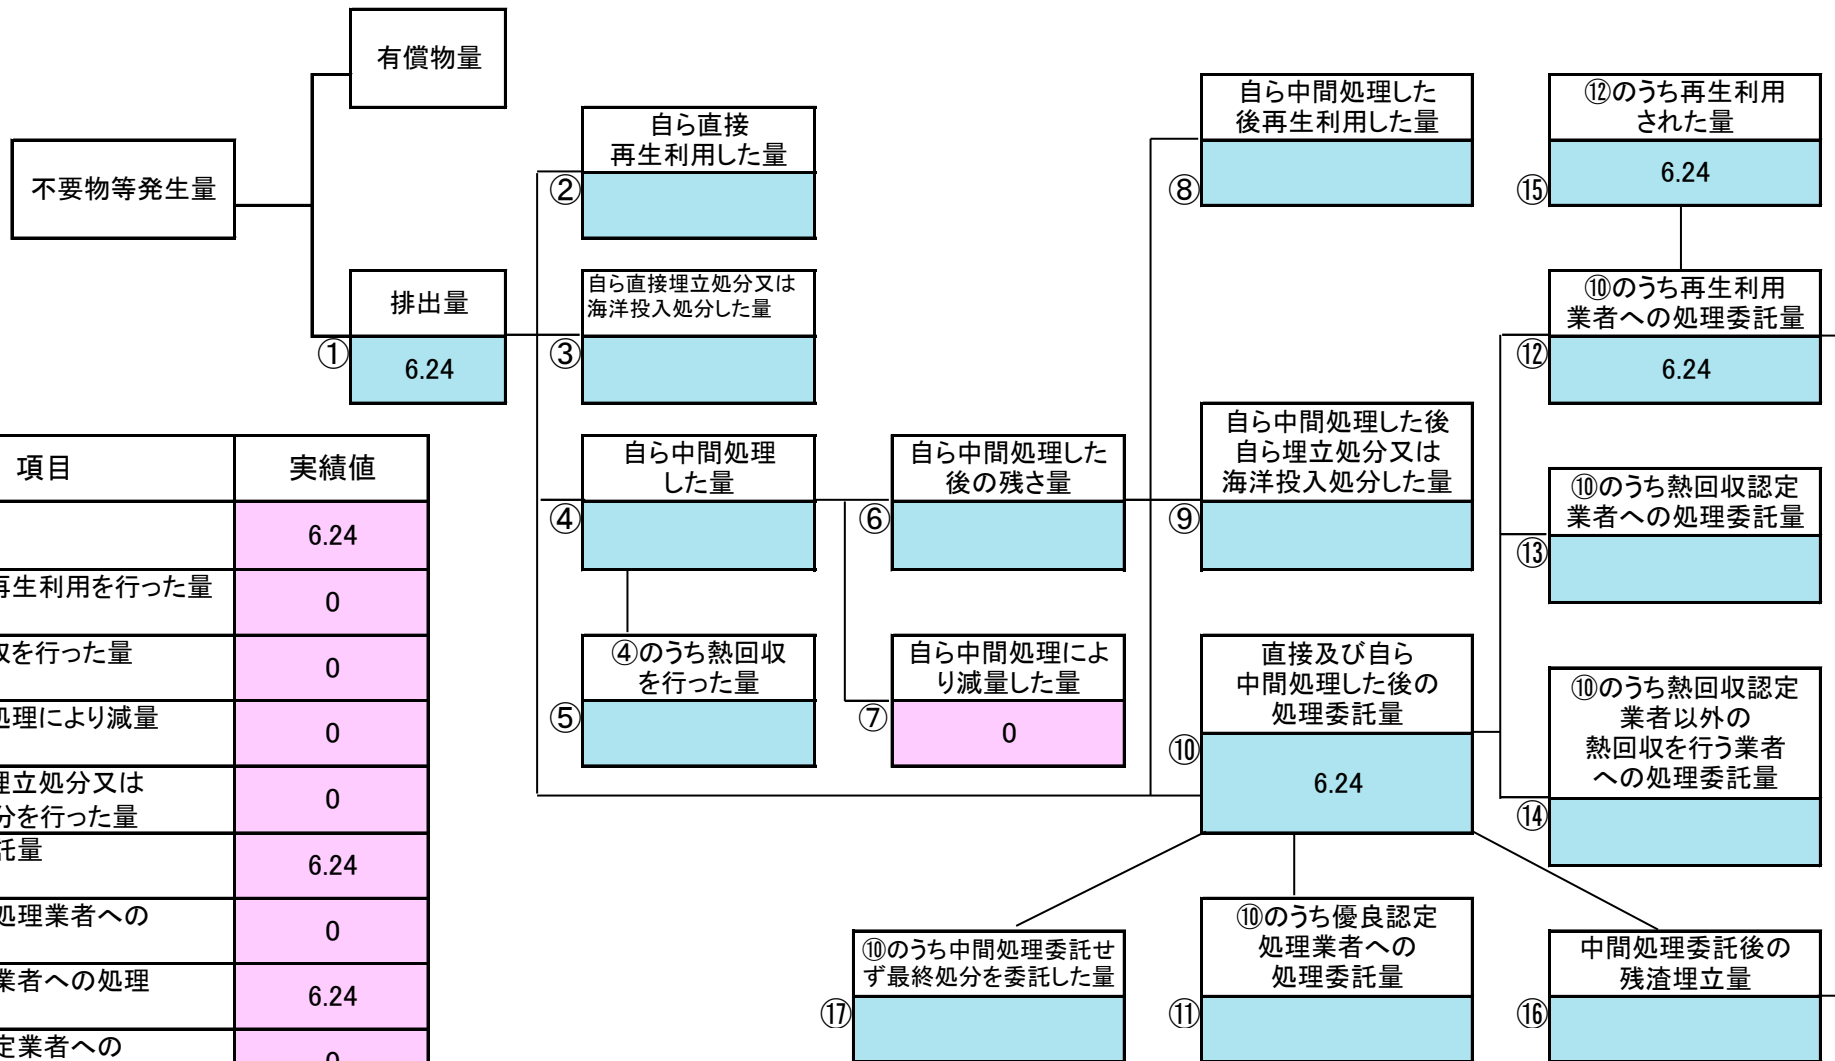 有償物量
不要物等発生量
排出量
①
6.24
自ら直接
再生利用した量
②
自ら直接埋立処分又は
海洋投入処分した量
③
自ら中間処理
した量
④
④のうち熱回収
を行った量
⑤
自ら中間処理した
後の残さ量
⑥
自ら中間処理によ
り減量した量
⑦
0
自ら中間処理した
後再生利用した量
⑧
自ら中間処理した後
自ら埋立処分又は
海洋投入処分した量
⑨
直接及び自ら
中間処理した後の
処理委託量
⑩
6.24
⑫のうち再生利用
された量
⑮
6.24
⑩のうち再生利用
業者への処理委託量
⑫
6.24
⑩のうち熱回収認定
業者への処理委託量
⑬
⑩のうち熱回収認定
業者以外の
熱回収を行う業者
への処理委託量
⑭
⑩のうち中間処理委託せ
ず最終処分を委託した量
⑰
⑩のうち優良認定
処理業者への
処理委託量
⑪
中間処理委託後の
残渣埋立量
⑯
項目 実績値
6.24
再生利用を行った量 0
を行った量 0
処理により減量 0
埋立処分又は
分を行った量 0
託量 6.24
処理業者への 0
業者への処理 6.24
定業者への 0